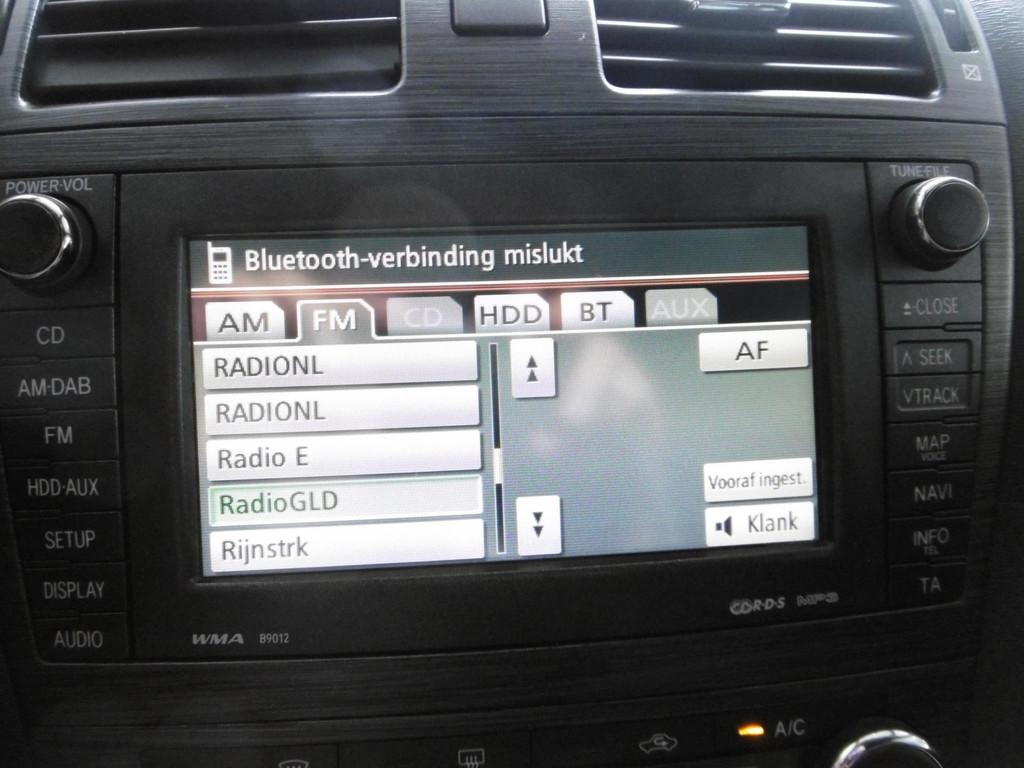 POWER·VOL
TUNE·FILE
Bluetooth-verbinding mislukt
AM FM CD HDD BT AUX
RADIONL
RADIONL
Radio E
RadioGLD
Rijnstrk
AF
Vooraf ingest.
Klank
CD
AM·DAB
FM
HDD·AUX
SETUP
DISPLAY
AUDIO
CLOSE
∧ SEEK
∨ TRACK
MAP
VOICE
NAVI
INFO
TEL
TA
WMA B9012
CD R·D·S MP3
A/C